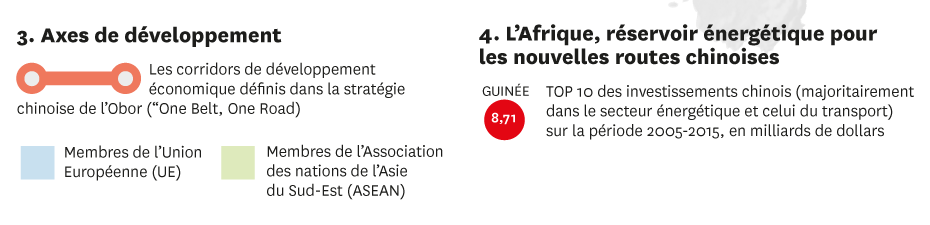 3. Axes de développement
Les corridors de développement
économique définis dans la stratégie
chinoise de l’Obor (“One Belt, One Road)
Membres de l’Union
Européenne (UE)
Membres de l’Association
des nations de l’Asie
du Sud-Est (ASEAN)
4. L’Afrique, réservoir énergétique pour
les nouvelles routes chinoises
GUINÉE
8,71
TOP 10 des investissements chinois (majoritairement
dans le secteur énergétique et celui du transport)
sur la période 2005-2015, en milliards de dollars